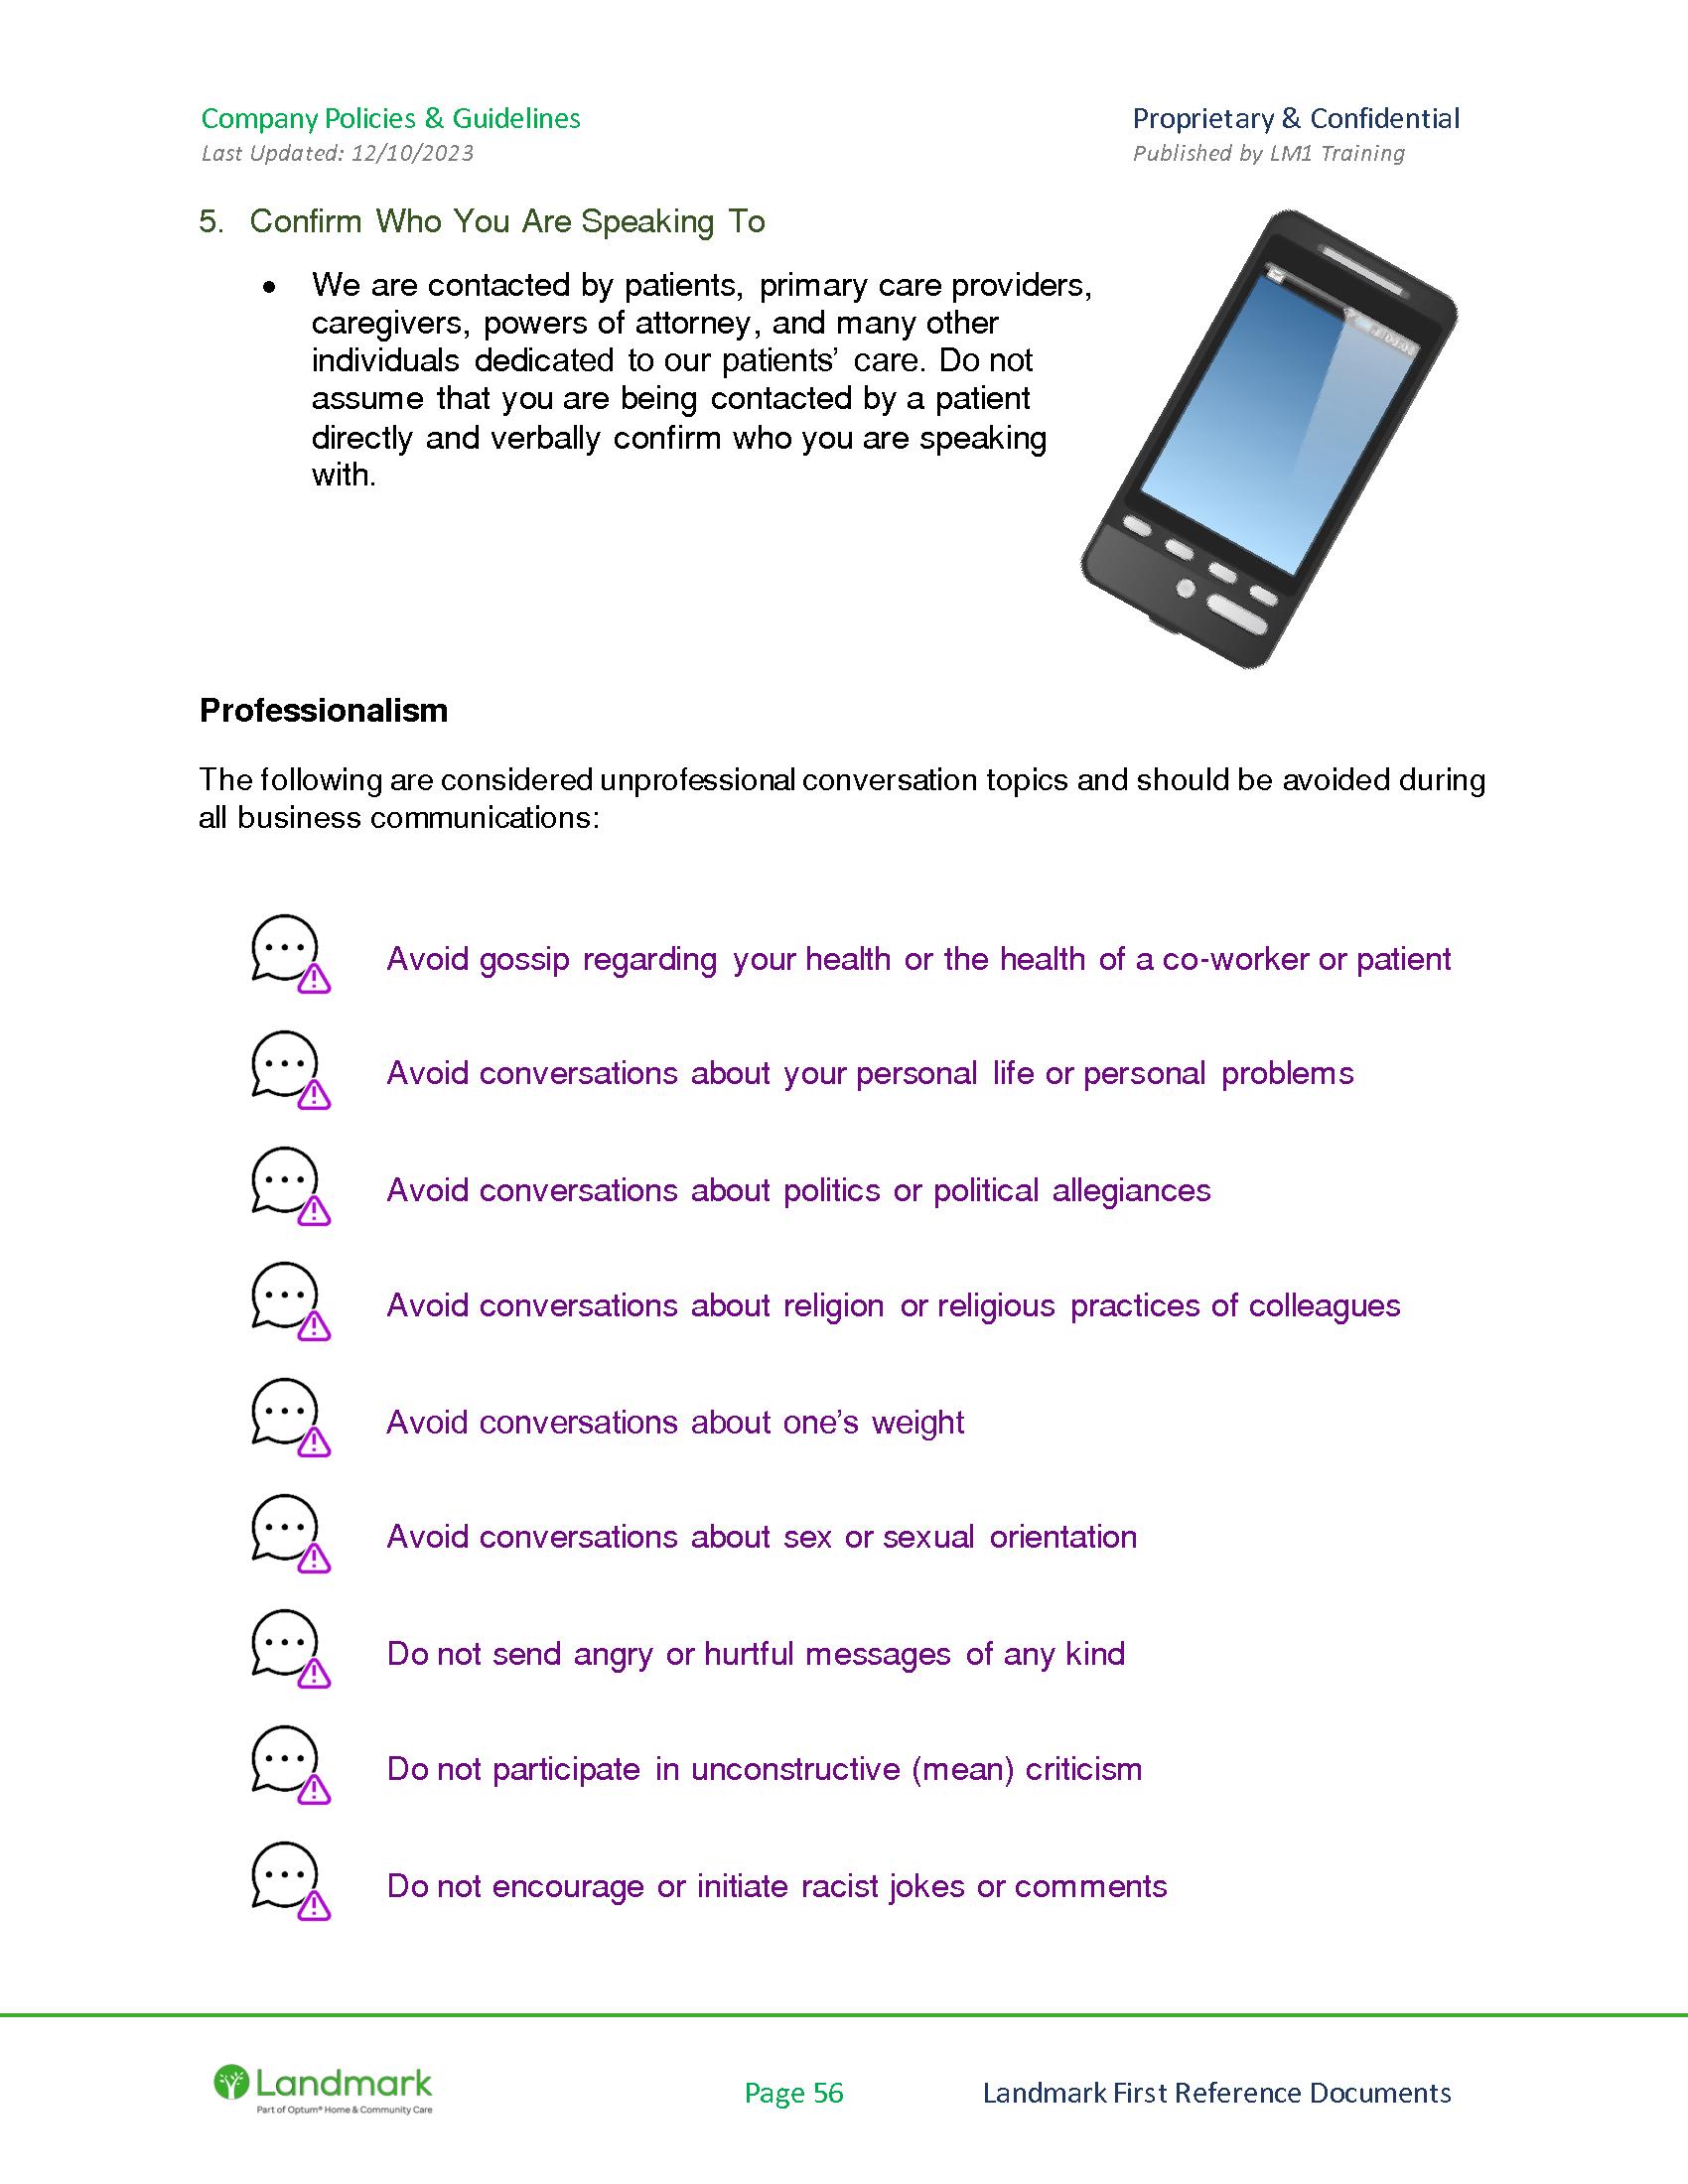 Company Policies & Guidelines
Last Updated: 12/10/2023
Proprietary & Confidential
Published by LM1 Training
5. Confirm Who You Are Speaking To
• We are contacted by patients, primary care providers,
caregivers, powers of attorney, and many other
individuals dedicated to our patients’ care. Do not
assume that you are being contacted by a patient
directly and verbally confirm who you are speaking
with.
Professionalism
The following are considered unprofessional conversation topics and should be avoided during
all business communications:
Avoid gossip regarding your health or the health of a co-worker or patient
Avoid conversations about your personal life or personal problems
Avoid conversations about politics or political allegiances
Avoid conversations about religion or religious practices of colleagues
Avoid conversations about one’s weight
Avoid conversations about sex or sexual orientation
Do not send angry or hurtful messages of any kind
Do not participate in unconstructive (mean) criticism
Do not encourage or initiate racist jokes or comments
Landmark
Part of Optum® Home & Community Care
Page 56
Landmark First Reference Documents